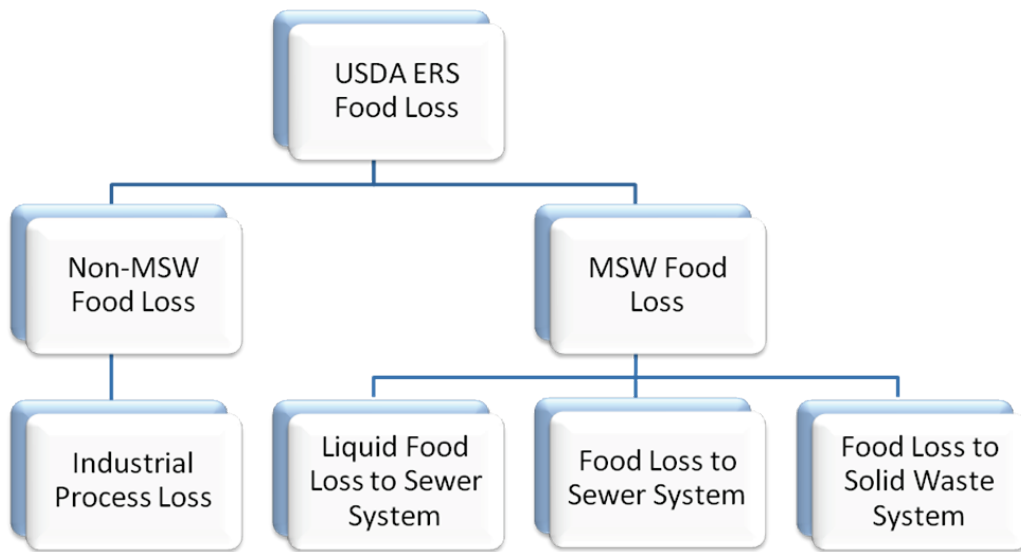 USDA ERS
Food Loss
Non-MSW
Food Loss
MSW Food
Loss
Industrial
Process Loss
Liquid Food
Loss to Sewer
System
Food Loss to
Sewer System
Food Loss to
Solid Waste
System